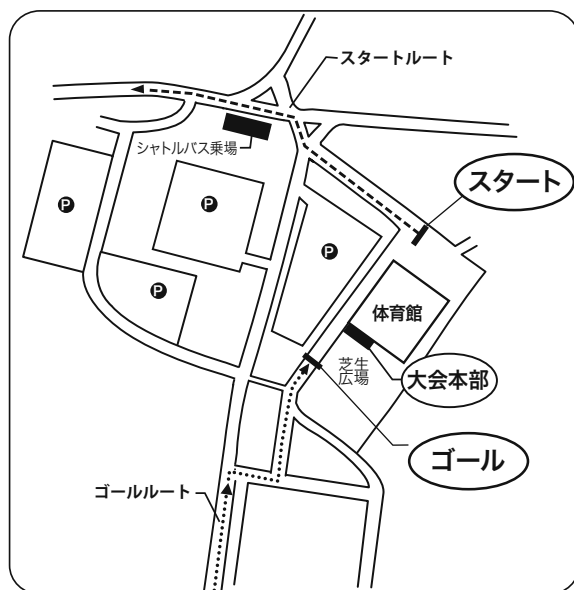 スタートルート
シャトルバス乗場
スタート
P
P
P
P
体育館
芝生
広場
大会本部
ゴール
ゴールルート